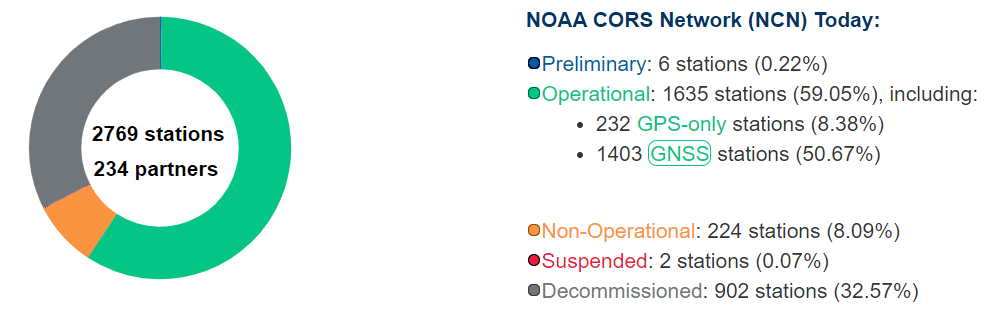 2769 stations
234 partners
NOAA CORS Network (NCN) Today:
Preliminary: 6 stations (0.22%)
Operational: 1635 stations (59.05%), including:
• 232 GPS-only stations (8.38%)
• 1403 GNSS stations (50.67%)
Non-Operational: 224 stations (8.09%)
Suspended: 2 stations (0.07%)
Decommissioned: 902 stations (32.57%)